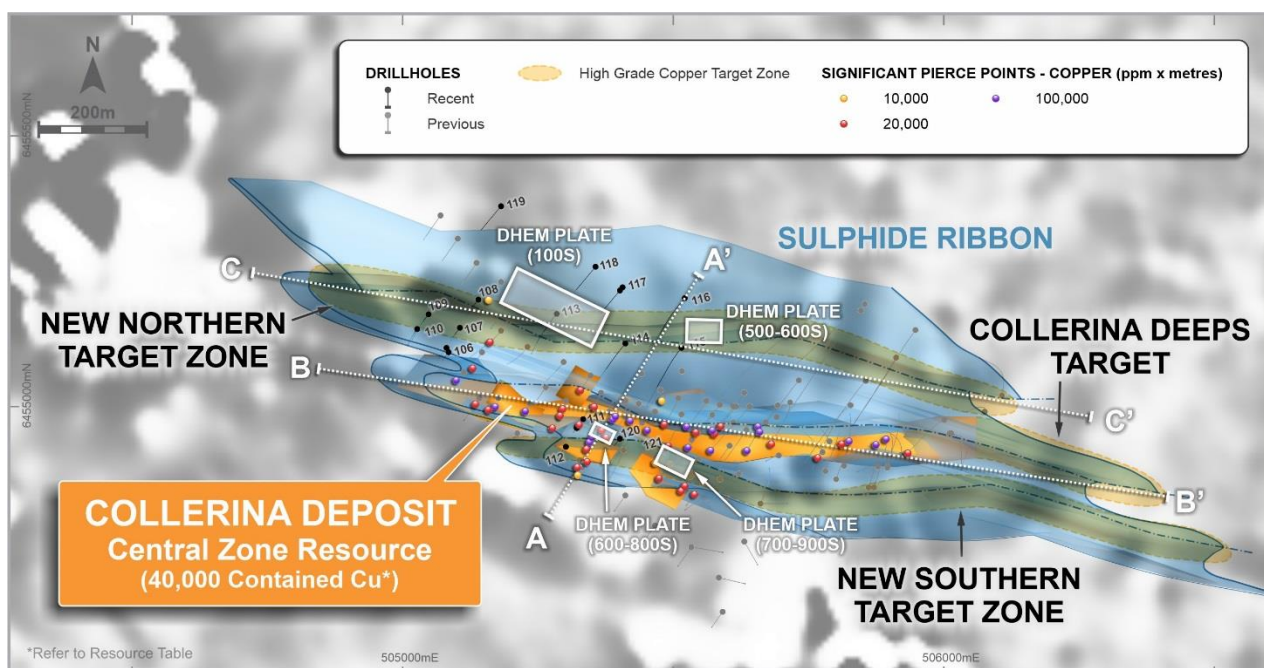 N
200m
DRILLHOLES
Recent
Previous
High Grade Copper Target Zone
SIGNIFICANT PIERCE POINTS - COPPER (ppm x metres)
10,000
100,000
20,000
6455500mN
119
DHEM PLATE
(100S)
SULPHIDE RIBBON
118
117
A'
C
116
108
109
113
NEW NORTHERN
TARGET ZONE
110
107
106
114
DHEM PLATE
(500-600S)
COLLERINA DEEPS
TARGET
B
6455000mN
C'
111
120
121
112
B'
COLLERINA DEPOSIT
Central Zone Resource
(40,000 Contained Cu*)
A
DHEM PLATE
(600-800S)
DHEM PLATE
(700-900S)
NEW SOUTHERN
TARGET ZONE
*Refer to Resource Table
505000mE
506000mE